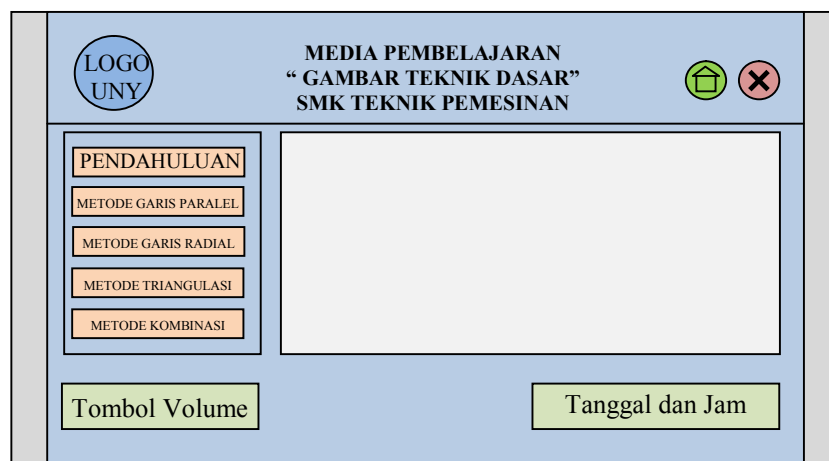 LOGO
UNY
MEDIA PEMBELAJARAN
“ GAMBAR TEKNIK DASAR”
SMK TEKNIK PEMESINAN
PENDAHULUAN
METODE GARIS PARALEL
METODE GARIS RADIAL
METODE TRIANGULASI
METODE KOMBINASI
Tombol Volume
Tanggal dan Jam